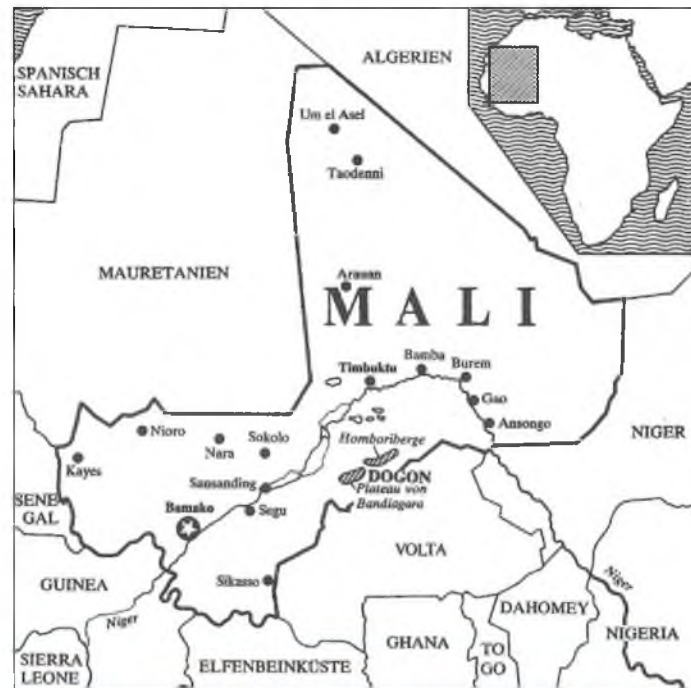 SPANISCH
SAHARA
ALGERIEN
Um el Asel
Taodenni
MAURETANIEN
Arauan
MALI
Timbuktu
Bamba
Burem
Gao
Ansongo
NIGER
Nioro
Nara
Sokolo
Kayes
Homboriberge
DOGON
Plateau von
Bandiagara
Sansanding
Segu
SENE
GAL
Bamako
VOLTA
GUINEA
Sikasso
Niger
Niger
DAHOMEY
NIGERIA
GHANA
TO
GO
SIERRA
LEONE
ELFENBEINKÜSTE